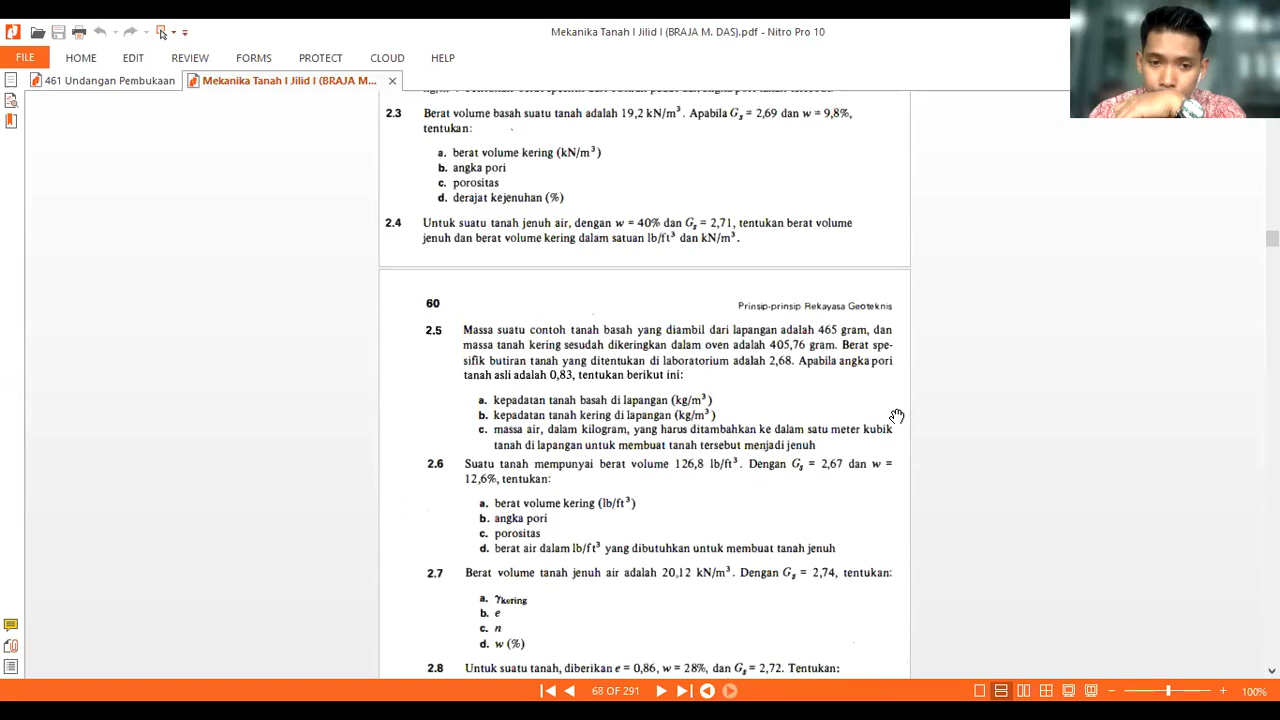 Mekanika Tanah I Jilid I (BRAJA M. DAS).pdf - Nitro Pro 10
FILE HOME EDIT REVIEW FORMS PROTECT CLOUD HELP
461 Undangan Pembukaan Mekanika Tanah I Jilid I (BRAJA M...
2.3 Berat volume basah suatu tanah adalah 19,2 kN/m³. Apabila Gs = 2,69 dan w = 9,8%,
tentukan:
a. berat volume kering (kN/m³)
b. angka pori
c. porositas
d. derajat kejenuhan (%)
2.4 Untuk suatu tanah jenuh air, dengan w = 40% dan Gs = 2,71, tentukan berat volume
jenuh dan berat volume kering dalam satuan lb/ft³ dan kN/m³.
60 Prinsip-prinsip Rekayasa Geoteknis
2.5 Massa suatu contoh tanah basah yang diambil dari lapangan adalah 465 gram, dan
massa tanah kering sesudah dikeringkan dalam oven adalah 405,76 gram. Berat spe-
sifik butiran tanah yang ditentukan di laboratorium adalah 2,68. Apabila angka pori
tanah asli adalah 0,83, tentukan berikut ini:
a. kepadatan tanah basah di lapangan (kg/m³)
b. kepadatan tanah kering di lapangan (kg/m³)
c. massa air, dalam kilogram, yang harus ditambahkan ke dalam satu meter kubik
tanah di lapangan untuk membuat tanah tersebut menjadi jenuh
2.6 Suatu tanah mempunyai berat volume 126,8 lb/ft³. Dengan Gs = 2,67 dan w =
12,6%, tentukan:
a. berat volume kering (lb/ft³)
b. angka pori
c. porositas
d. berat air dalam lb/ft³ yang dibutuhkan untuk membuat tanah jenuh
2.7 Berat volume tanah jenuh air adalah 20,12 kN/m³. Dengan Gs = 2,74, tentukan:
a. γkering
b. e
c. n
d. w (%)
2.8 Untuk suatu tanah, diberikan e = 0,86, w = 28%, dan Gs = 2,72. Tentukan:
68 OF 291
100%